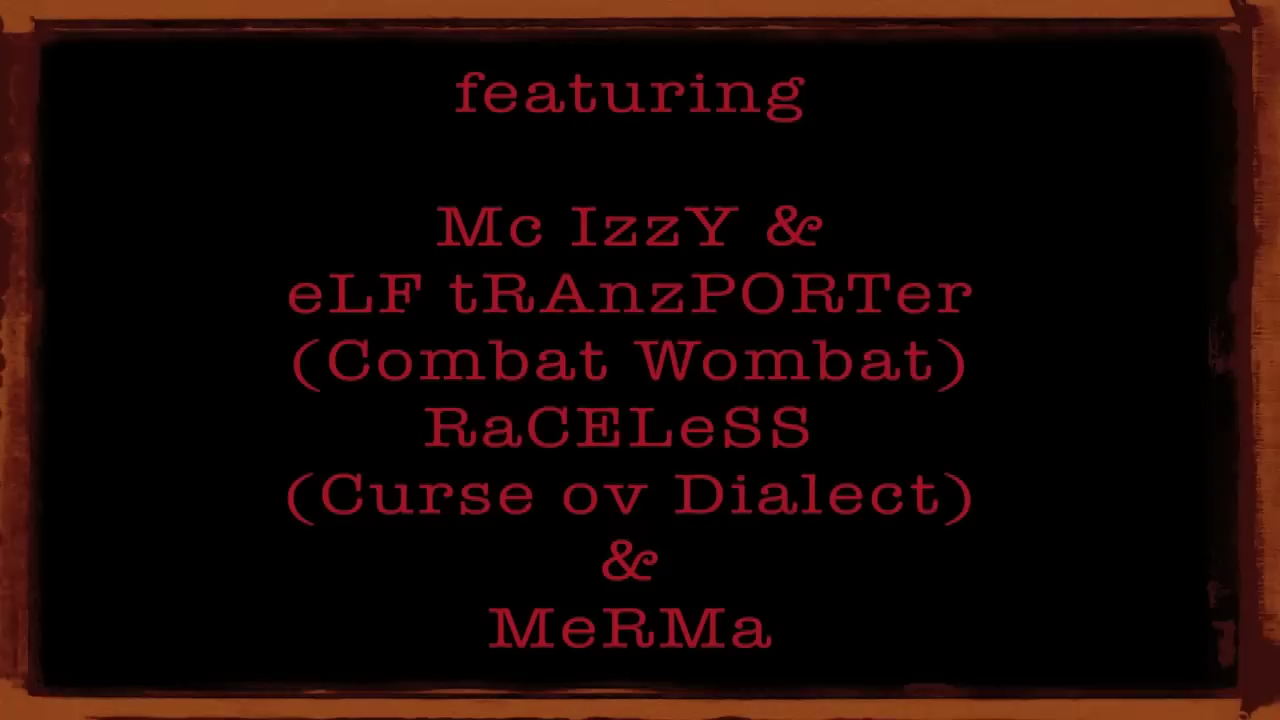 featuring
Mc IzzY &
eLF tRAnzPORTer
(Combat Wombat)
RaCELeSS
(Curse ov Dialect)
&
MeRMa